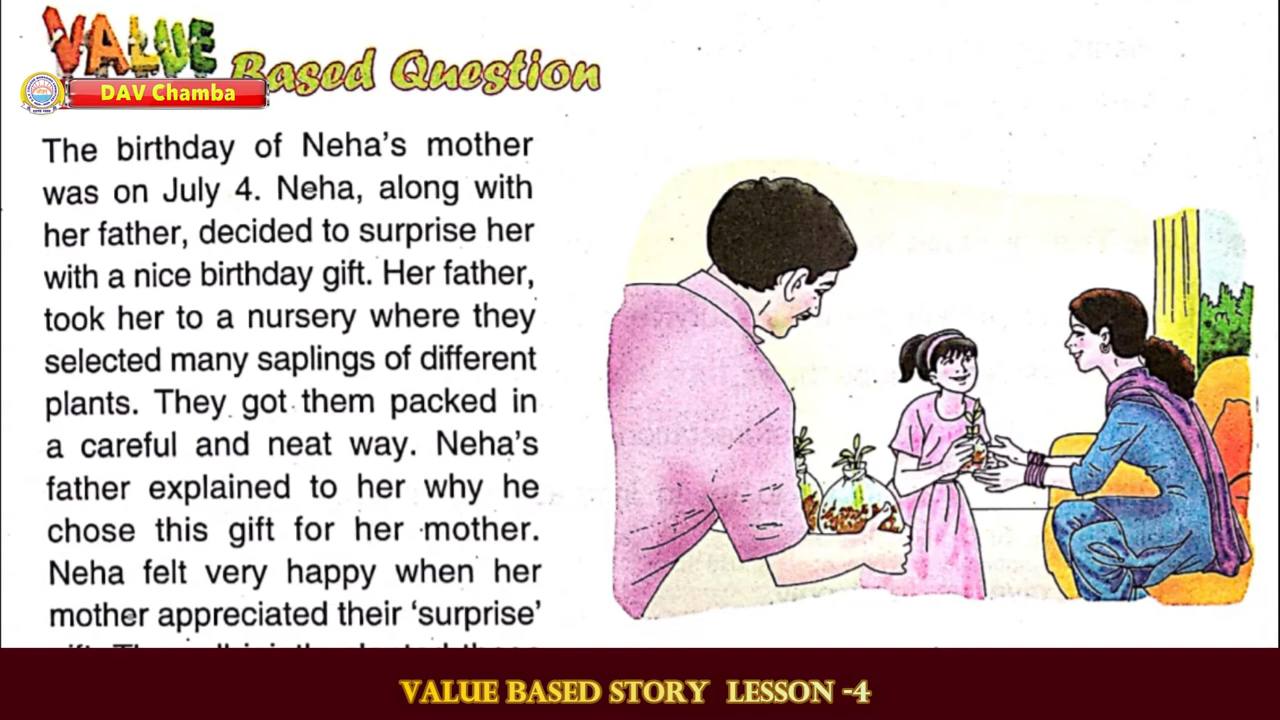 VALUE
Based Question
DAV Chamba
The birthday of Neha's mother
was on July 4. Neha, along with
her father, decided to surprise her
with a nice birthday gift. Her father,
took her to a nursery where they
selected many saplings of different
plants. They got them packed in
a careful and neat way. Neha's
father explained to her why he
chose this gift for her mother.
Neha felt very happy when her
mother appreciated their 'surprise'
VALUE BASED STORY LESSON -4